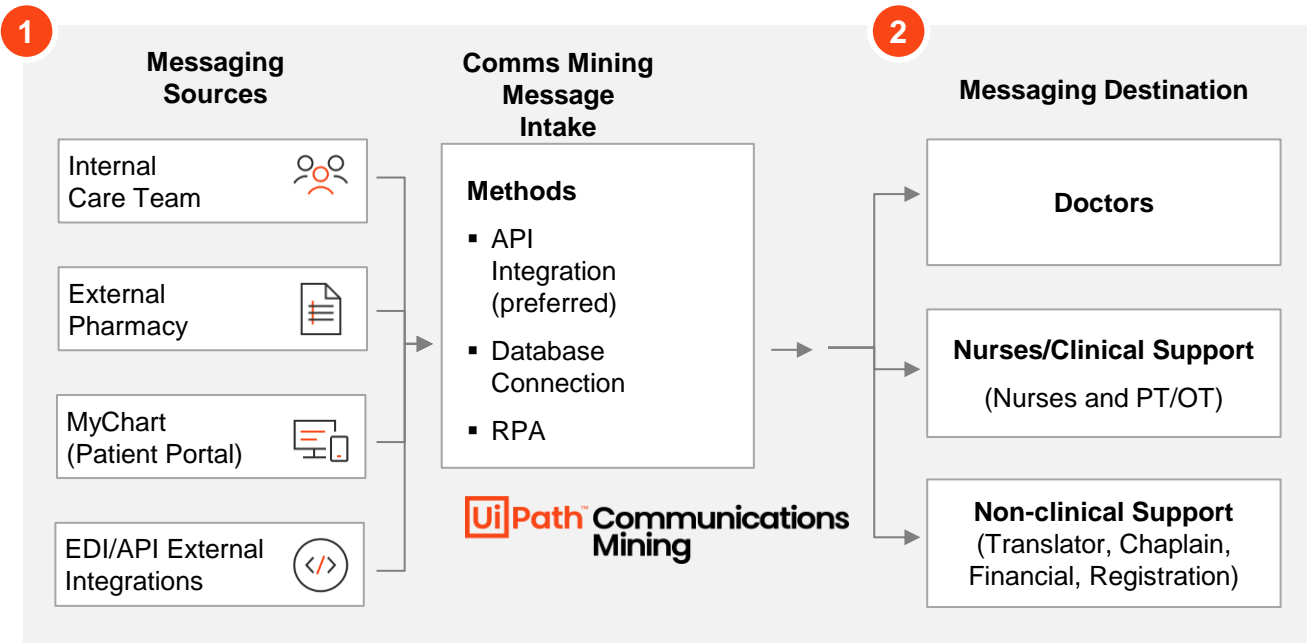 1
Messaging
Sources
Internal
Care Team
External
Pharmacy
MyChart
(Patient Portal)
EDI/API External
Integrations
Comms Mining
Message
Intake
Methods
▪ API
Integration
(preferred)
▪ Database
Connection
▪ RPA
UiPath™ Communications
Mining
2
Messaging Destination
Doctors
Nurses/Clinical Support
(Nurses and PT/OT)
Non-clinical Support
(Translator, Chaplain,
Financial, Registration)